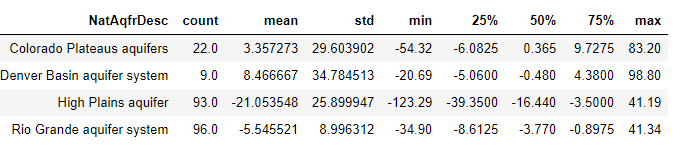 NatAqfrDesc count mean std min 25% 50% 75% max
Colorado Plateaus aquifers 22.0 3.357273 29.603902 -54.32 -6.0825 0.365 9.7275 83.20
Denver Basin aquifer system 9.0 8.466667 34.784513 -20.69 -5.0600 -0.480 4.3800 98.80
High Plains aquifer 93.0 -21.053548 25.899947 -123.29 -39.3500 -16.440 -3.5000 41.19
Rio Grande aquifer system 96.0 -5.545521 8.996312 -34.90 -8.6125 -3.770 -0.8975 41.34